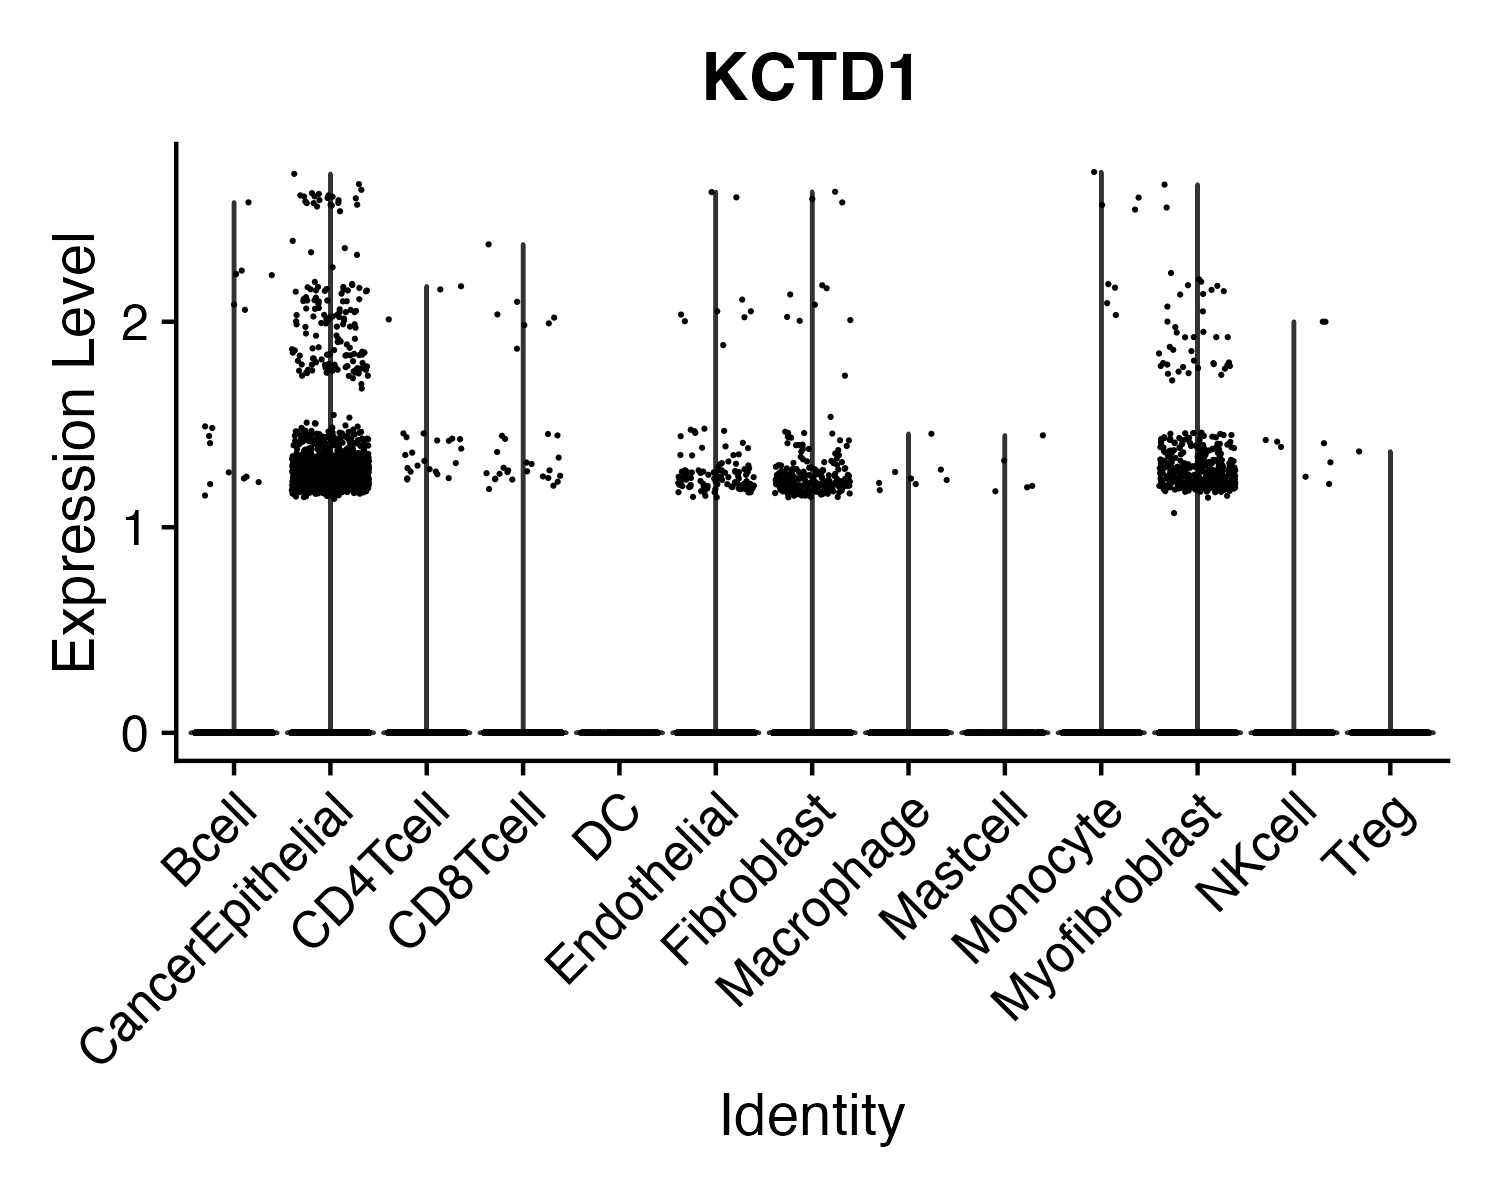 KCTD1
Expression Level
2
1
0
Bcell
CancerEpithelial
CD4Tcell
CD8Tcell
DC
Endothelial
Fibroblast
Macrophage
Mastcell
Monocyte
Myofibroblast
NKcell
Treg
Identity